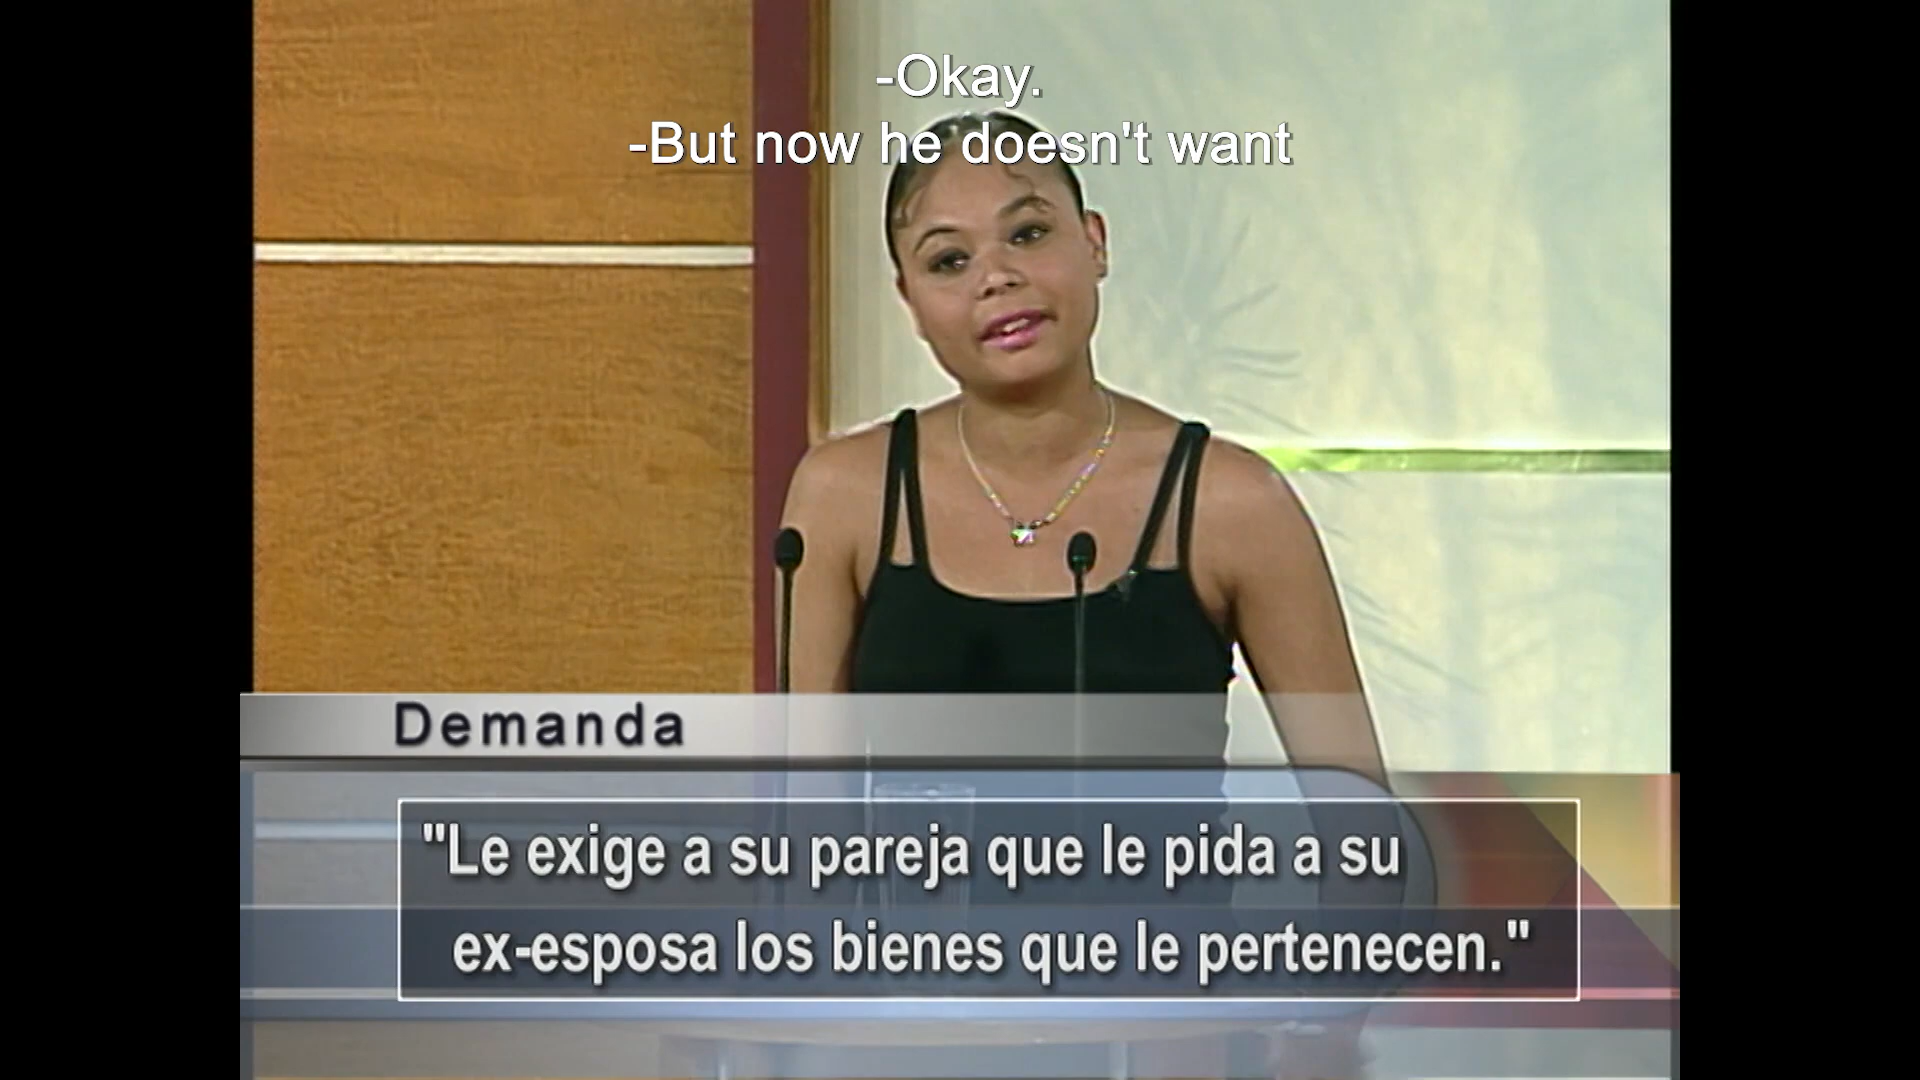 -Okay.
-But now he doesn't want
Demanda
"Le exige a su pareja que le pida a su
ex-esposa los bienes que le pertenecen."